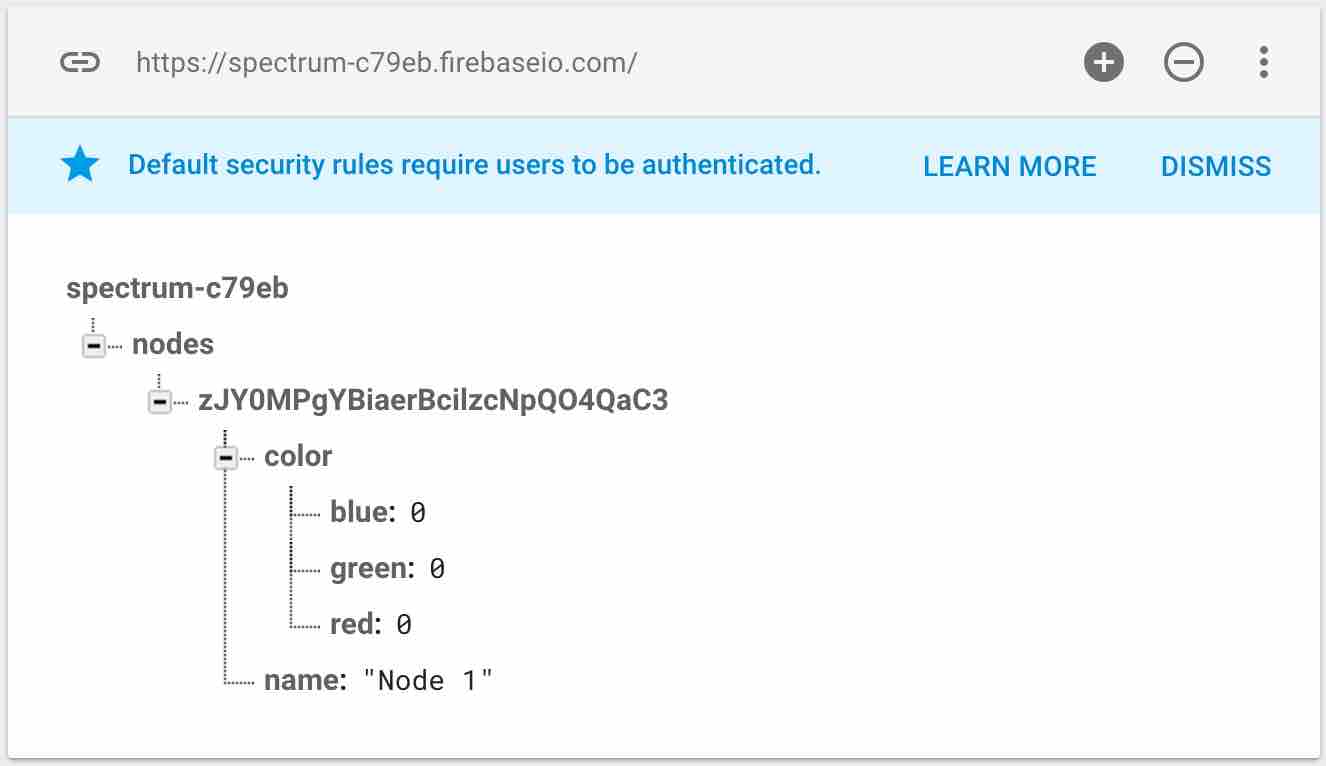 https://spectrum-c79eb.firebaseio.com/
Default security rules require users to be authenticated. LEARN MORE DISMISS
spectrum-c79eb
nodes
zJY0MPgYBiaerBcilzcNpQO4QaC3
color
blue: 0
green: 0
red: 0
name: "Node 1"